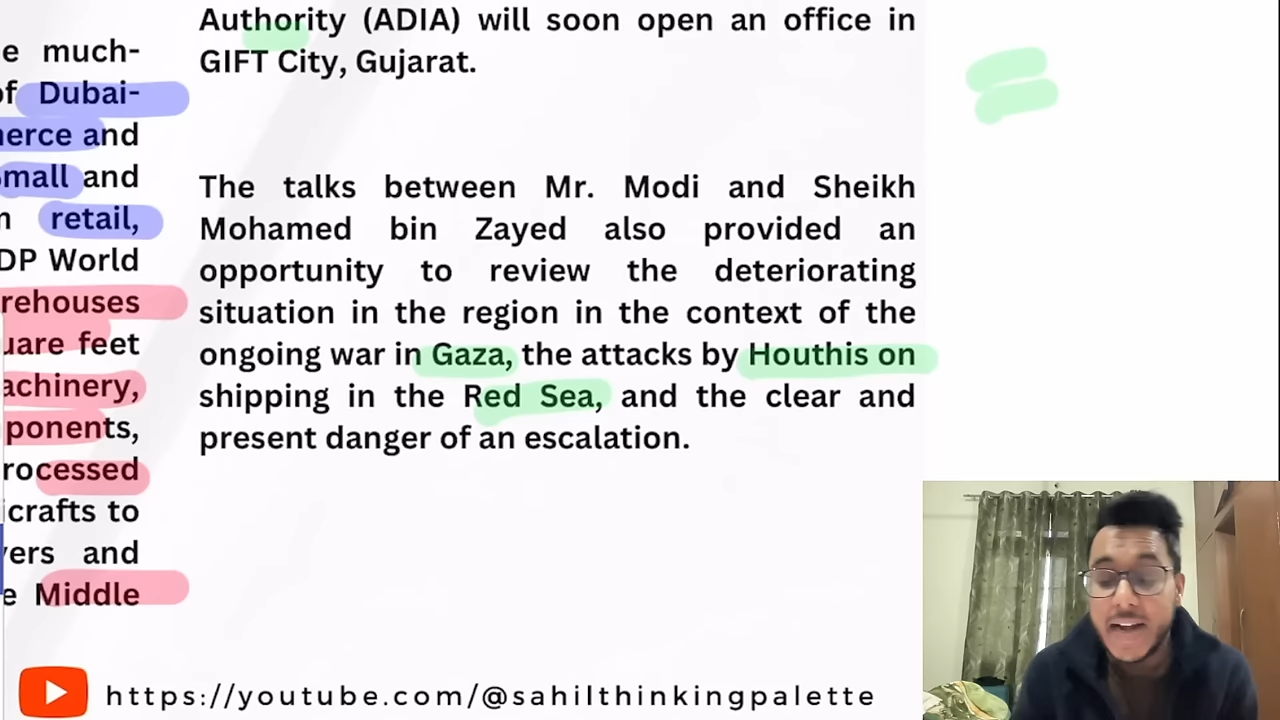 e much-
of Dubai-
merce and
Small and
n retail,
DP World
rehouses
uare feet
achinery,
ponents,
rocessed
icrafts to
yers and
e Middle
Authority (ADIA) will soon open an office in
GIFT City, Gujarat.
The talks between Mr. Modi and Sheikh
Mohamed bin Zayed also provided an
opportunity to review the deteriorating
situation in the region in the context of the
ongoing war in Gaza, the attacks by Houthis on
shipping in the Red Sea, and the clear and
present danger of an escalation.
https://youtube.com/@sahilthinkingpalette